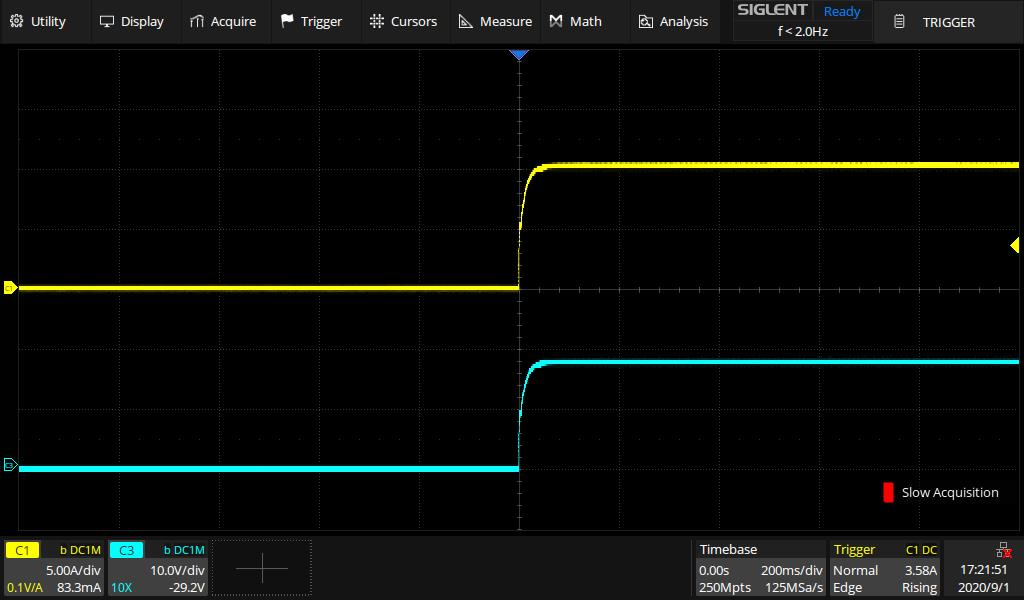 Utility Display Acquire Trigger Cursors Measure Math Analysis SIGLENT Ready TRIGGER
f < 2.0Hz
C1
C3
Slow Acquisition
C1 b DC1M C3 b DC1M Timebase Trigger C1 DC
5.00A/div 10.0V/div 0.00s 200ms/div Normal 3.58A 17:21:51
0.1V/A 83.3mA 10X -29.2V 250Mpts 125MSa/s Edge Rising 2020/9/1